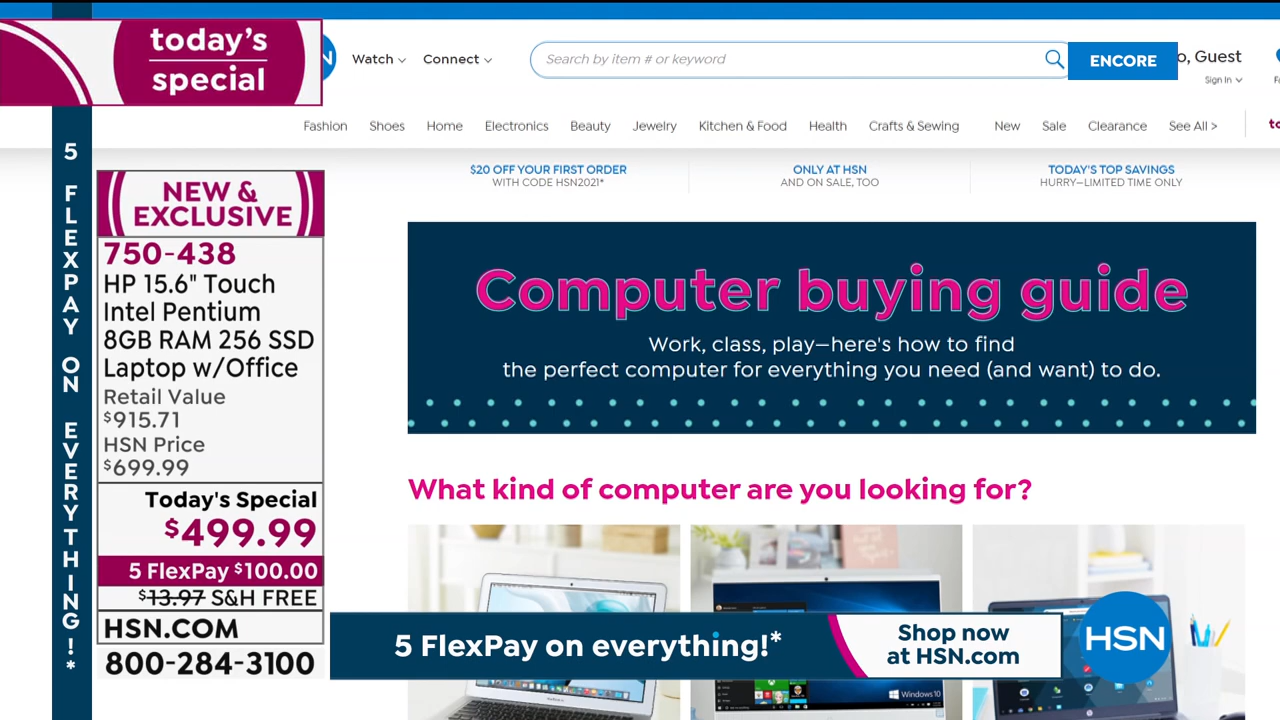 today's
special
Watch
Connect
Search by item # or keyword
ENCORE
o, Guest
Sign In
Fashion
Shoes
Home
Electronics
Beauty
Jewelry
Kitchen & Food
Health
Crafts & Sewing
New
Sale
Clearance
See All >
$20 OFF YOUR FIRST ORDER
WITH CODE HSN2021*
ONLY AT HSN
AND ON SALE, TOO
TODAY'S TOP SAVINGS
HURRY—LIMITED TIME ONLY
5 FLEXPAY ON EVERYTHING!*
NEW &
EXCLUSIVE
750-438
HP 15.6" Touch
Intel Pentium
8GB RAM 256 SSD
Laptop w/Office
Retail Value
$915.71
HSN Price
$699.99
Today's Special
$499.99
5 FlexPay $100.00
$13.97 S&H FREE
HSN.COM
800-284-3100
Computer buying guide
Work, class, play—here's how to find
the perfect computer for everything you need (and want) to do.
What kind of computer are you looking for?
Windows 10
5 FlexPay on everything!*
Shop now
at HSN.com
HSN